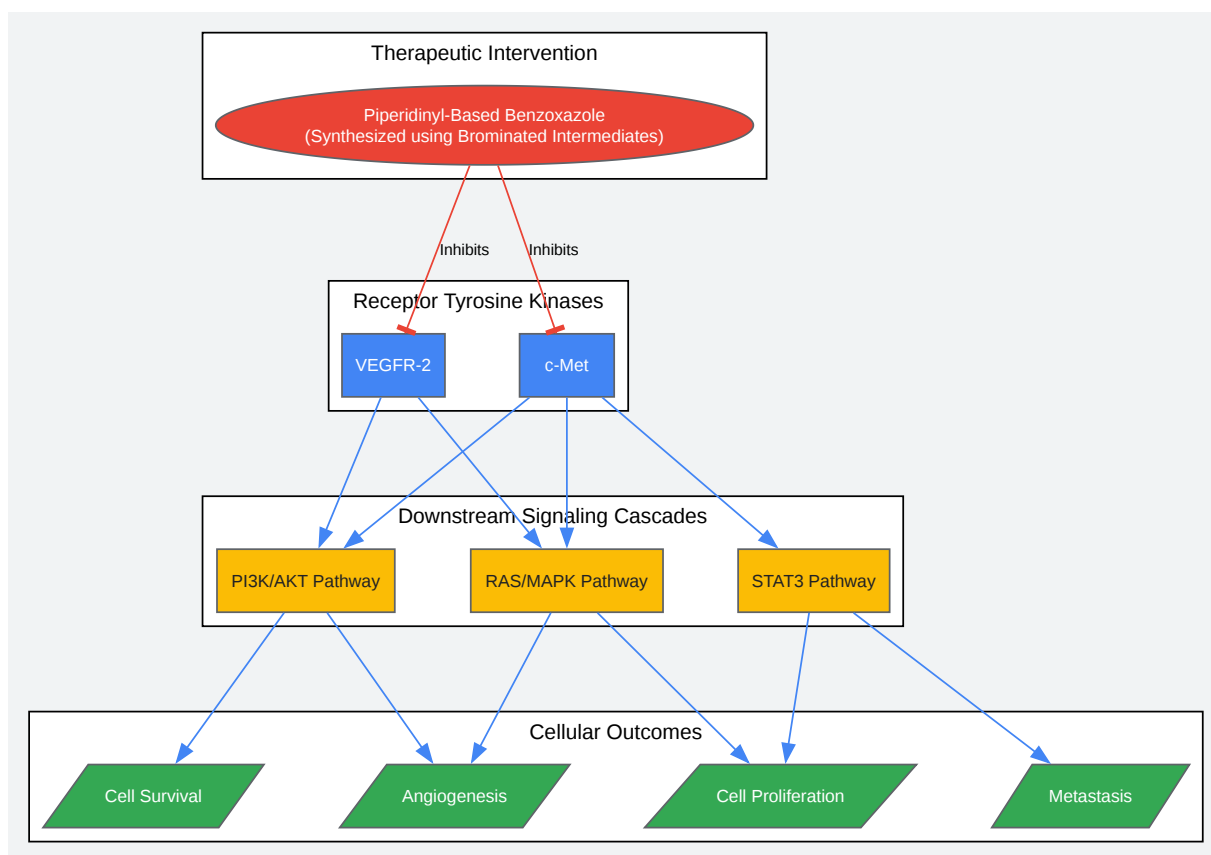 Therapeutic Intervention
Piperidinyl-Based Benzoxazole
(Synthesized using Brominated Intermediates)
Inhibits
Inhibits
Receptor Tyrosine Kinases
VEGFR-2
c-Met
Downstream Signaling Cascades
PI3K/AKT Pathway
RAS/MAPK Pathway
STAT3 Pathway
Cellular Outcomes
Cell Survival
Angiogenesis
Cell Proliferation
Metastasis